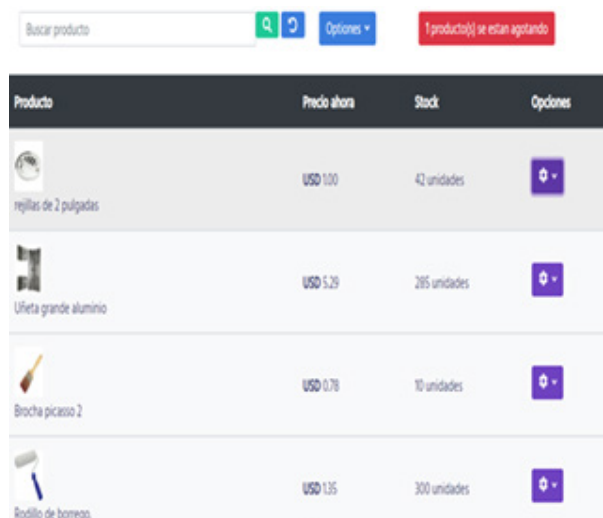 Buscar producto
Optiones
1 producto(s) se estan agotando
Producto Precio ahora Stock Opciones
USD 1.00 42 unidades
rejillas de 2 pulgadas
USD 5.29 285 unidades
Uñeta grande aluminio
USD 0.78 10 unidades
Brocha picasso 2
USD 1.35 300 unidades
Rodillo de borrego.